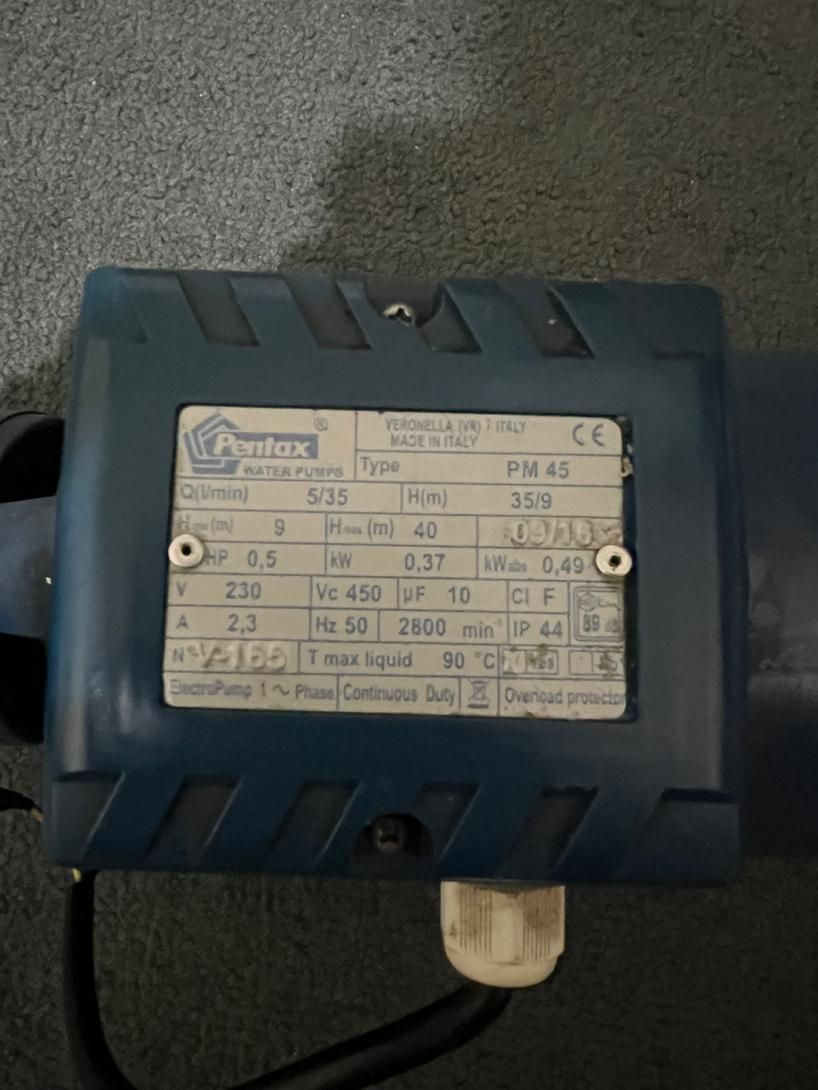 Pentax ®
WATER PUMPS
VERONELLA (VR) ITALY
MADE IN ITALY
CE
Type PM 45
Q(l/min) 5/35 H(m) 35/9
H min (m) 9 H max (m) 40 09/16
HP 0,5 kW 0,37 kW abs 0,49
V 230 Vc 450 µF 10 Cl F
A 2,3 Hz 50 2800 min⁻¹ IP 44 89
N° T max liquid 90 °C Yes
ElectroPump 1 ~ Phase Continuous Duty Overload protector